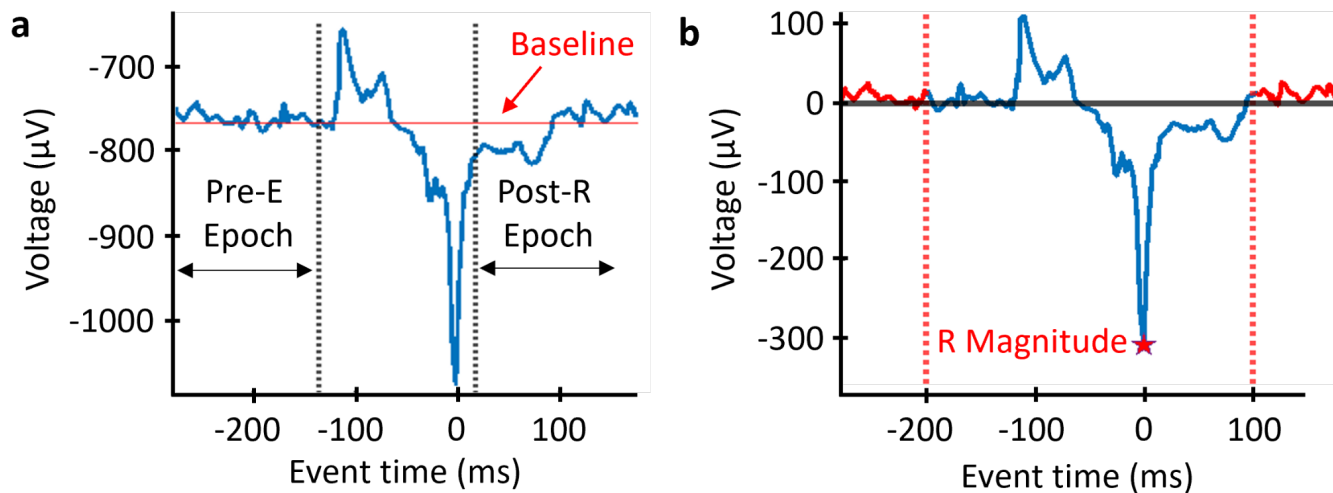 a
Voltage (µV)
-700
-800
-900
-1000
Baseline
Pre-E
Epoch
Post-R
Epoch
-200
-100
0
100
Event time (ms)
b
Voltage (µV)
100
0
-100
-200
-300
R Magnitude
-200
-100
0
100
Event time (ms)